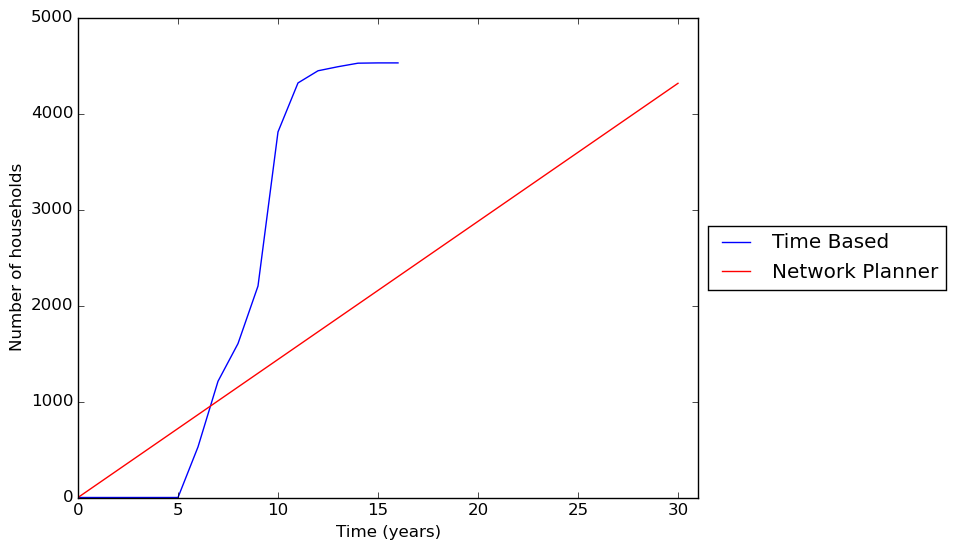 5000
4000
3000
2000
1000
0
Number of households
0 5 10 15 20 25 30
Time (years)
Time Based
Network Planner